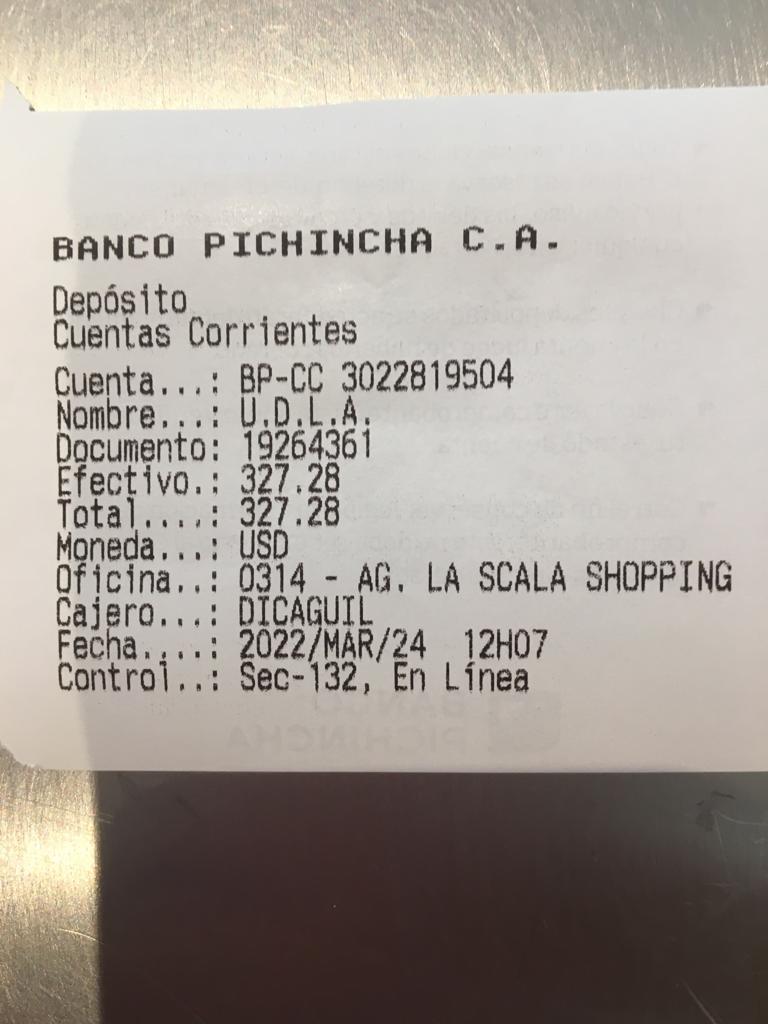 BANCO PICHINCHA C.A.
Depósito
Cuentas Corrientes
Cuenta...: BP-CC 3022819504
Nombre...: U.D.L.A.
Documento: 19264361
Efectivo.: 327.28
Total....: 327.28
Moneda...: USD
Oficina..: 0314 - AG. LA SCALA SHOPPING
Cajero...: DICAGUIL
Fecha....: 2022/MAR/24 12H07
Control..: Sec-132, En Línea
BANCO
PICHINCHA